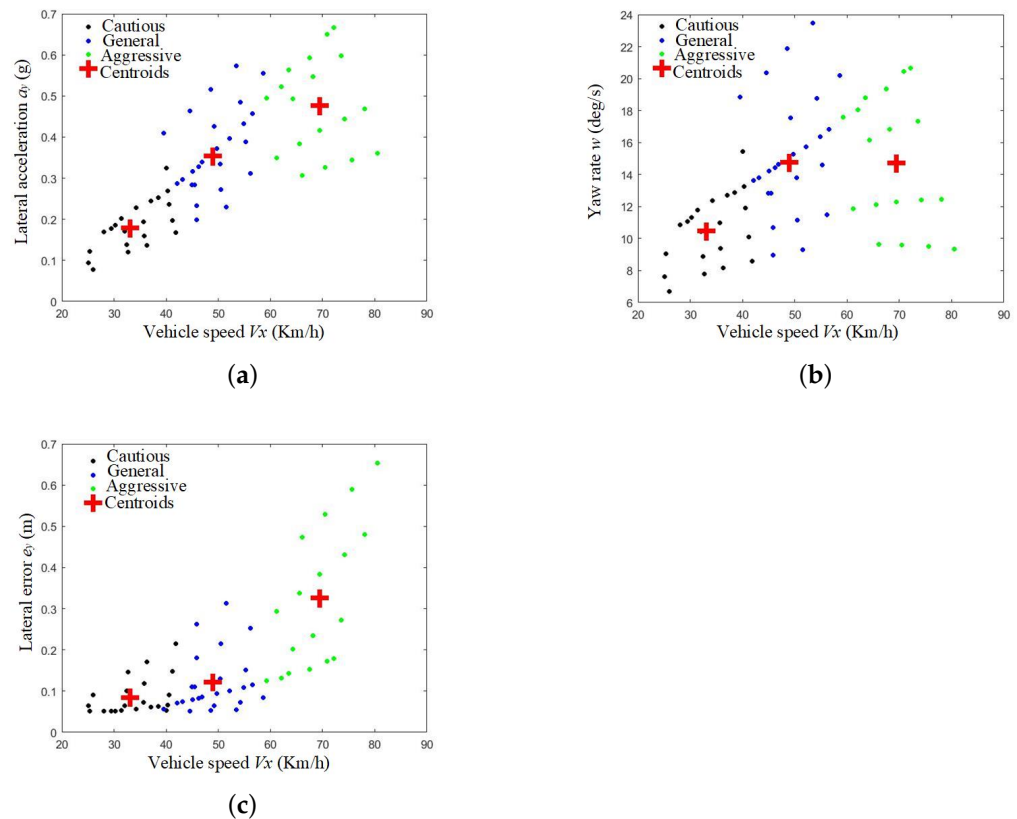 0.7
0.6
0.5
0.4
0.3
0.2
0.1
0
Lateral acceleration ay (g)
Cautious
General
Aggressive
Centroids
20 30 40 50 60 70 80 90
Vehicle speed Vx (Km/h)
(a)
24
22
20
18
16
14
12
10
8
6
Yaw rate w (deg/s)
Cautious
General
Aggressive
Centroids
20 30 40 50 60 70 80 90
Vehicle speed Vx (Km/h)
(b)
0.7
0.6
0.5
0.4
0.3
0.2
0.1
0
Lateral error ey (m)
Cautious
General
Aggressive
Centroids
20 30 40 50 60 70 80 90
Vehicle speed Vx (Km/h)
(c)